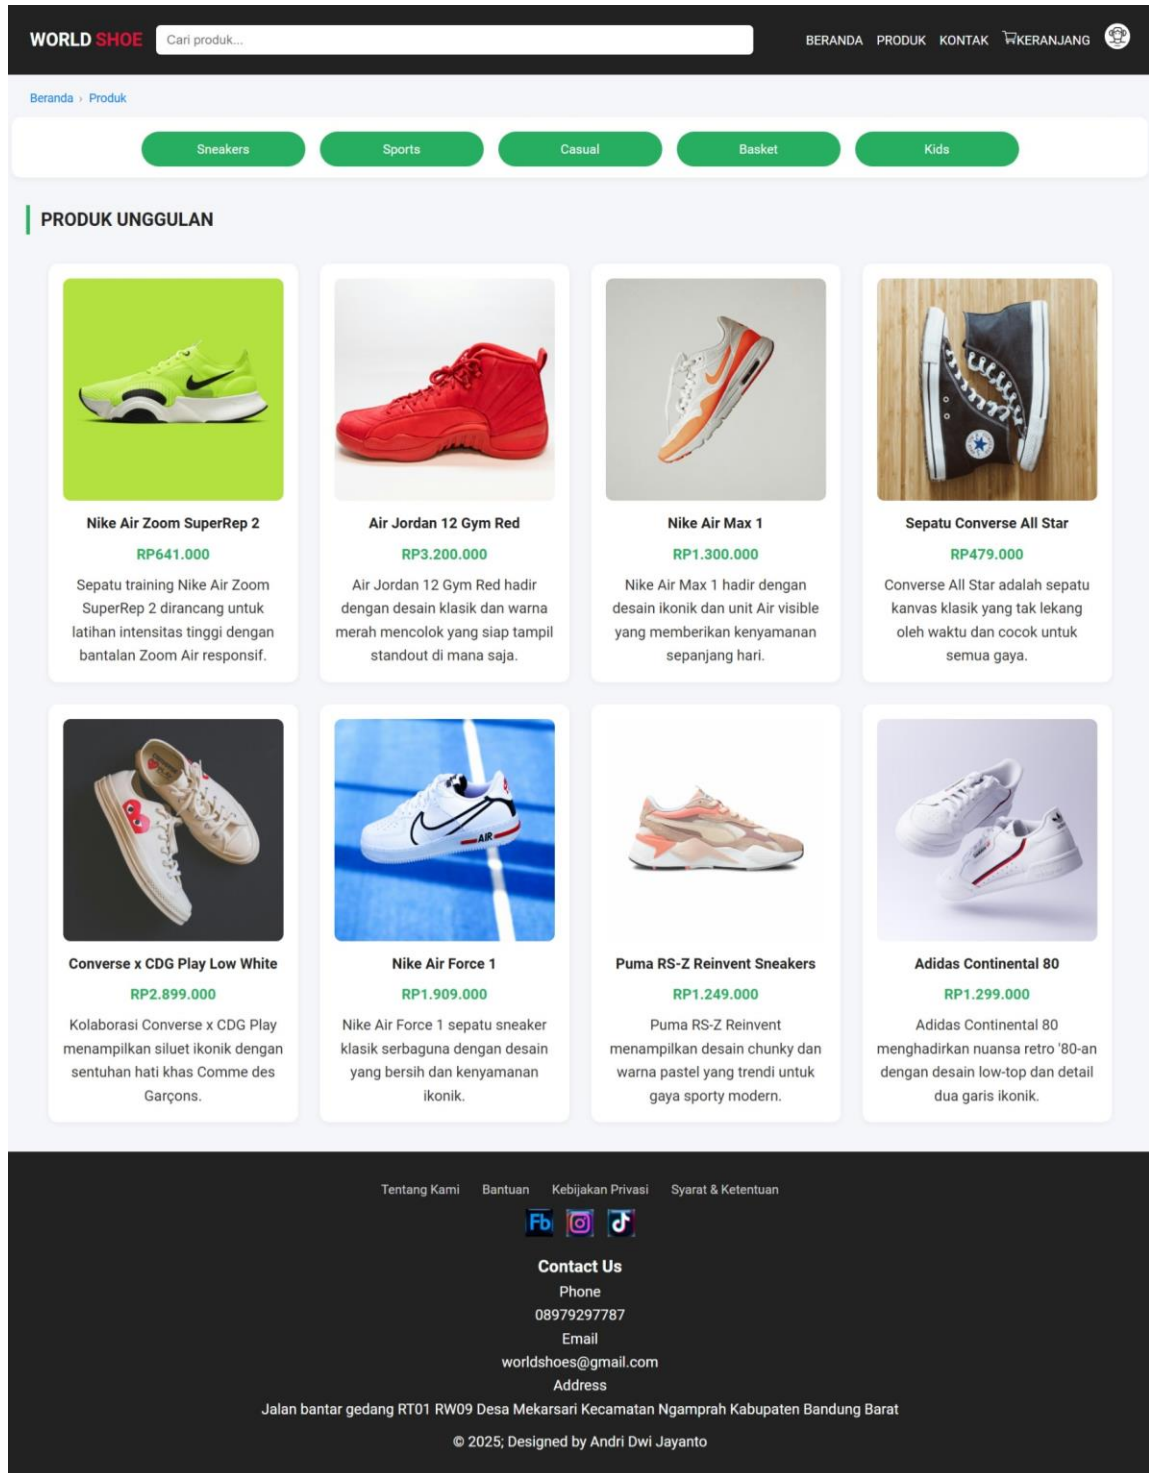 WORLD SHOE
Cari produk...
BERANDA PRODUK KONTAK KERANJANG
Beranda › Produk
Sneakers Sports Casual Basket Kids
PRODUK UNGGULAN
Nike Air Zoom SuperRep 2
RP641.000
Sepatu training Nike Air Zoom
SuperRep 2 dirancang untuk
latihan intensitas tinggi dengan
bantalan Zoom Air responsif.
Air Jordan 12 Gym Red
RP3.200.000
Air Jordan 12 Gym Red hadir
dengan desain klasik dan warna
merah mencolok yang siap tampil
standout di mana saja.
Nike Air Max 1
RP1.300.000
Nike Air Max 1 hadir dengan
desain ikonik dan unit Air visible
yang memberikan kenyamanan
sepanjang hari.
Sepatu Converse All Star
RP479.000
Converse All Star adalah sepatu
kanvas klasik yang tak lekang
oleh waktu dan cocok untuk
semua gaya.
Converse x CDG Play Low White
RP2.899.000
Kolaborasi Converse x CDG Play
menampilkan siluet ikonik dengan
sentuhan hati khas Comme des
Garçons.
AIR
Nike Air Force 1
RP1.909.000
Nike Air Force 1 sepatu sneaker
klasik serbaguna dengan desain
yang bersih dan kenyamanan
ikonik.
Puma RS-Z Reinvent Sneakers
RP1.249.000
Puma RS-Z Reinvent
menampilkan desain chunky dan
warna pastel yang trendi untuk
gaya sporty modern.
Adidas Continental 80
RP1.299.000
Adidas Continental 80
menghadirkan nuansa retro '80-an
dengan desain low-top dan detail
dua garis ikonik.
Tentang Kami Bantuan Kebijakan Privasi Syarat & Ketentuan
Fb
Contact Us
Phone
08979297787
Email
worldshoes@gmail.com
Address
Jalan bantar gedang RT01 RW09 Desa Mekarsari Kecamatan Ngamprah Kabupaten Bandung Barat
© 2025; Designed by Andri Dwi Jayanto